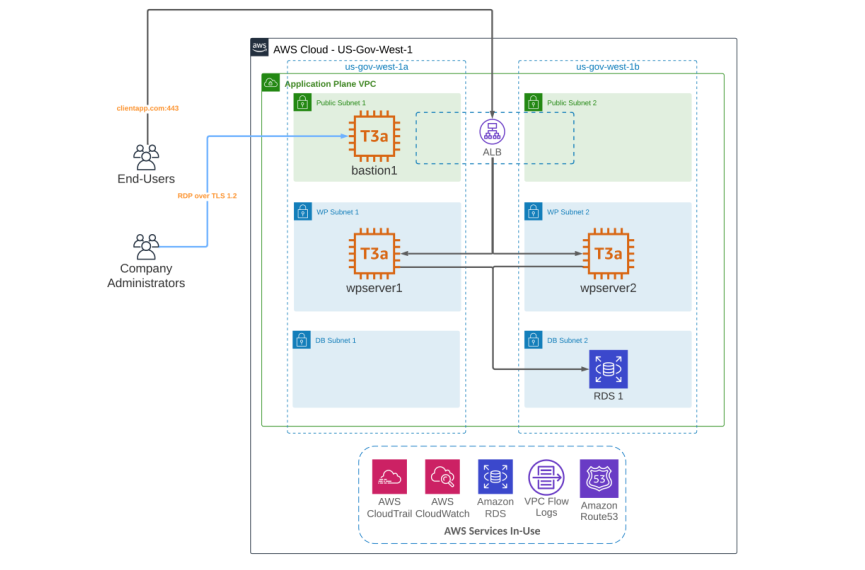 aws
AWS Cloud - US-Gov-West-1
us-gov-west-1a
us-gov-west-1b
Application Plane VPC
Public Subnet 1
Public Subnet 2
clientapp.com:443
T3a
ALB
bastion1
End-Users
RDP over TLS 1.2
WP Subnet 1
WP Subnet 2
T3a
T3a
Company
Administrators
wpserver1
wpserver2
DB Subnet 1
DB Subnet 2
RDS 1
53
AWS
CloudTrail
AWS
CloudWatch
Amazon
RDS
VPC Flow
Logs
Amazon
Route53
AWS Services In-Use